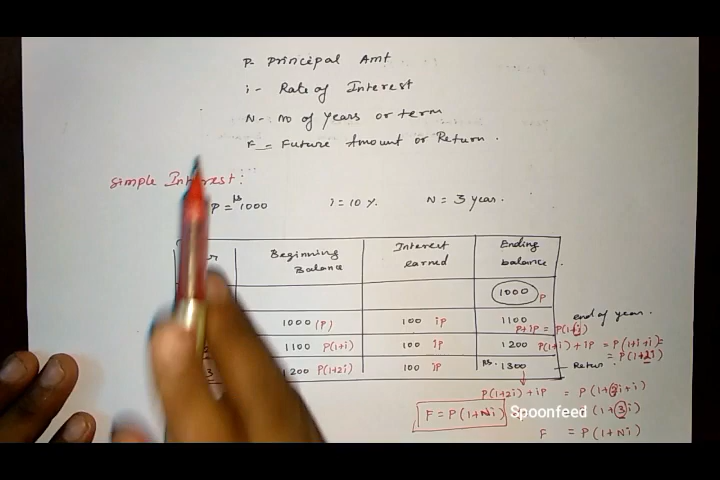 P- Principal Amt
i- Rate of Interest
N- no of years or term
F = Future Amount or Return.
Simple Interest:
P = Rs 1000 i = 10 %. N = 3 year.
Beginning Balance Interest earned Ending balance.
1000 P
1000 (P) 100 iP 1100 end of year.
P+iP = P(1+i)
1100 P(1+i) 100 iP 1200 P(1+i) + iP = P(1+i+i) =
= P(1+2i)
3 1200 P(1+2i) 100 iP Rs. 1300 - Return
P(1+2i) + iP = P(1+2i+i)
F = P(1+Ni) Spoonfeed (1+3i)
F = P(1+Ni)